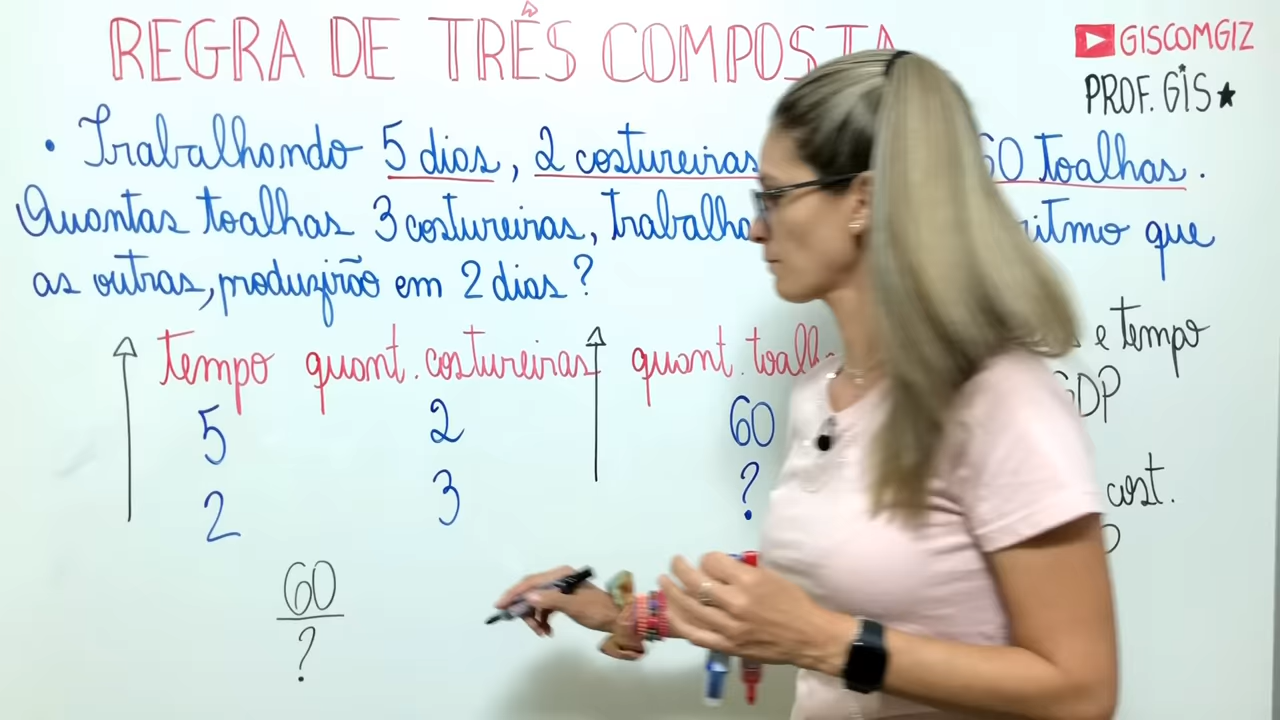 REGRA DE TRÊS COMPOSTA
GISCOMGIZ
PROF. GIS
• Trabalhando 5 dias, 2 costureiras 60 toalhas.
Quantas toalhas 3 costureiras, ritmo que
as outras, produzirão em 2 dias?
tempo quant. costureiras quant.
5 2 60
2 3 ?
e tempo
GDP
cost.
60
?